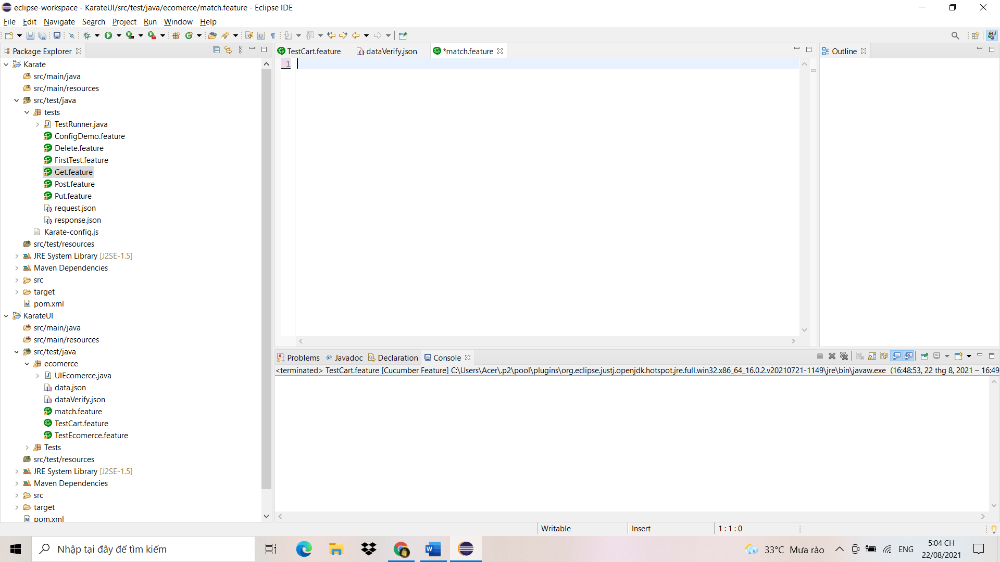 eclipse-workspace - KarateUI/src/test/java/ecomerce/match.feature - Eclipse IDE
File Edit Navigate Search Project Run Window Help
Package Explorer
Karate
src/main/java
src/main/resources
src/test/java
tests
TestRunner.java
ConfigDemo.feature
Delete.feature
FirstTest.feature
Get.feature
Post.feature
Put.feature
request.json
response.json
Karate-config.js
src/test/resources
JRE System Library [J2SE-1.5]
Maven Dependencies
src
target
pom.xml
KarateUI
src/main/java
src/main/resources
src/test/java
ecomerce
UIEcomerce.java
data.json
dataVerify.json
match.feature
TestCart.feature
TestEcomerce.feature
Tests
src/test/resources
JRE System Library [J2SE-1.5]
Maven Dependencies
src
target
pom.xml
TestCart.feature dataVerify.json *match.feature
1
Outline
Problems @ Javadoc Declaration Console
<terminated> TestCart.feature [Cucumber Feature] C:\Users\Acer\.p2\pool\plugins\org.eclipse.justj.openjdk.hotspot.jre.full.win32.x86_64_16.0.2.v20210721-1149\jre\bin\javaw.exe (16:48:53, 22 thg 8, 2021 – 16:49
Writable Insert 1 : 1 : 0
Nhập tại đây để tìm kiếm
33°C Mưa rào
ENG
5:04 CH
22/08/2021